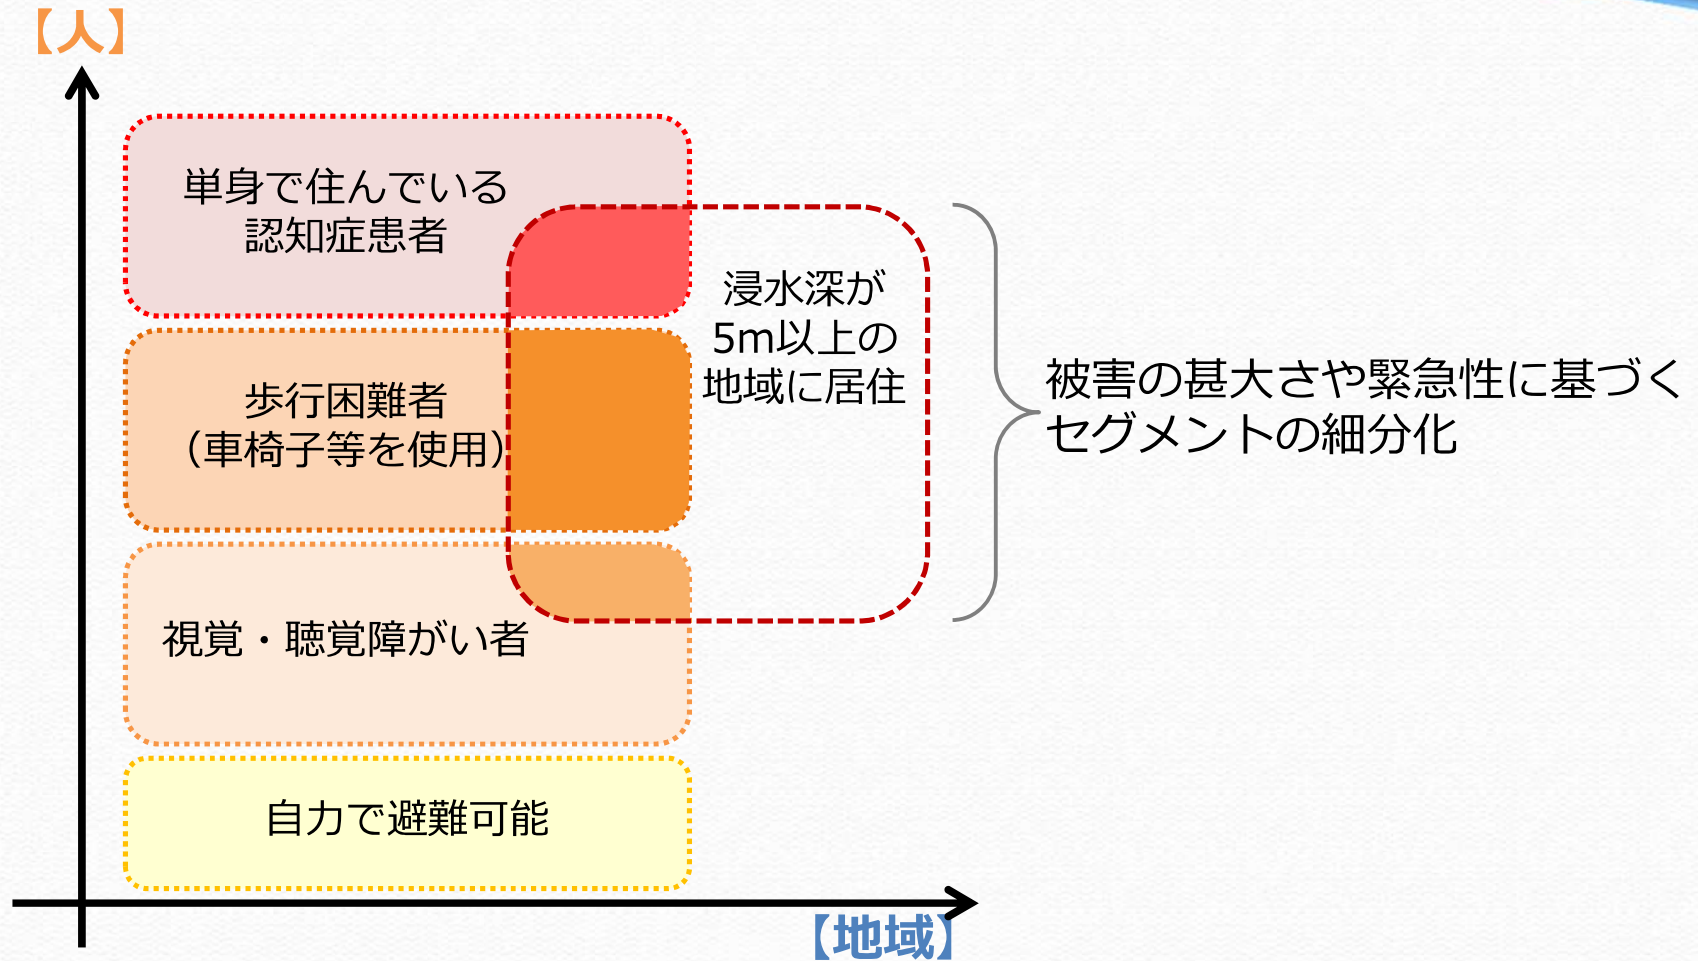 【人】
単身で住んでいる
認知症患者
浸水深が
5m以上の
地域に居住
歩行困難者
（車椅子等を使用）
被害の甚大さや緊急性に基づく
セグメントの細分化
視覚・聴覚障がい者
自力で避難可能
【地域】